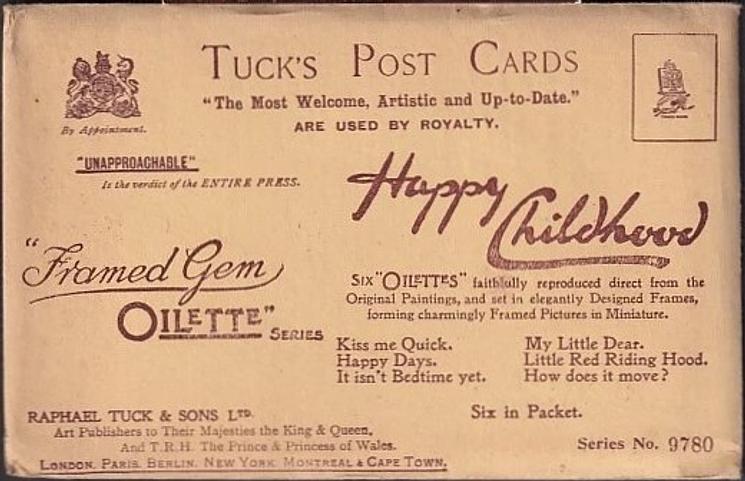 TUCK'S POST CARDS
"The Most Welcome, Artistic and Up-to-Date."
ARE USED BY ROYALTY.
By Appointment.
"UNAPPROACHABLE"
Is the verdict of the ENTIRE PRESS.
Happy
Childhood
"Framed Gem
OILETTE" SERIES
SIX "OILETTES" faithfully reproduced direct from the
Original Paintings, and set in elegantly Designed Frames,
forming charmingly Framed Pictures in Miniature.
Kiss me Quick.
Happy Days.
It isn't Bedtime yet.
My Little Dear.
Little Red Riding Hood.
How does it move?
Six in Packet.
RAPHAEL TUCK & SONS LTD.
Art Publishers to Their Majesties the King & Queen,
And T.R.H. The Prince & Princess of Wales.
LONDON. PARIS. BERLIN. NEW YORK. MONTREAL & CAPE TOWN.
Series No. 9780